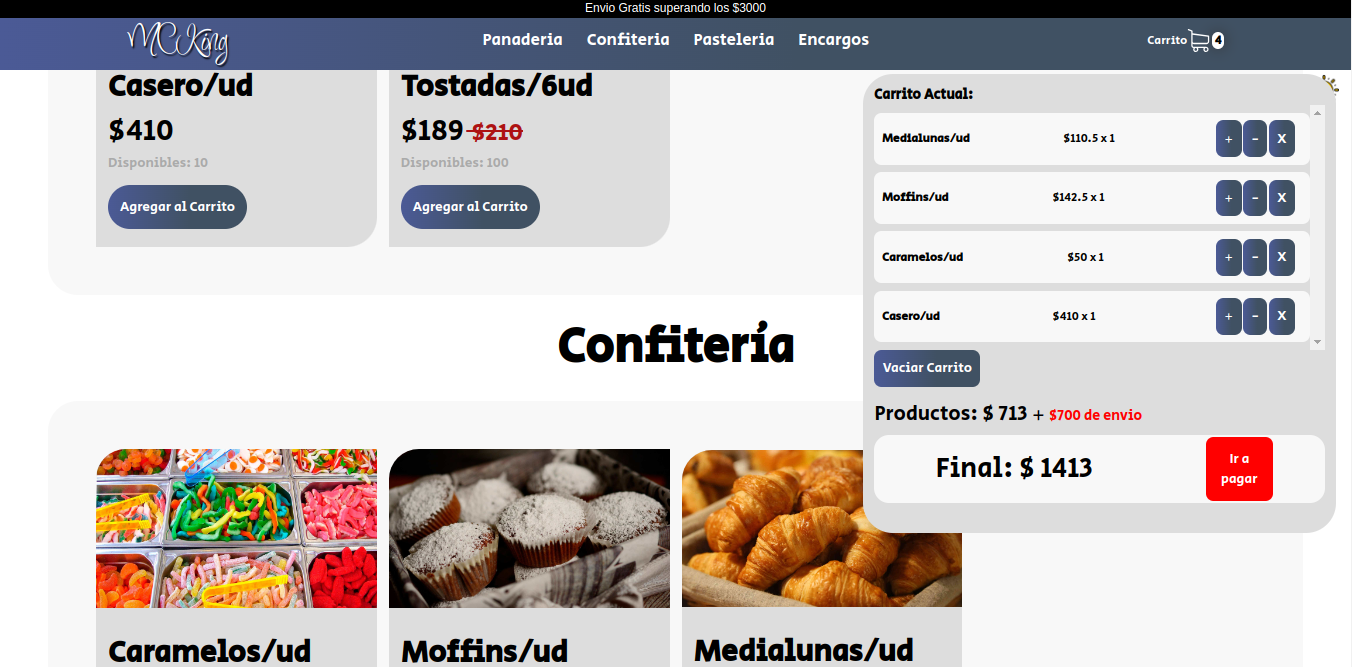 Envio Gratis superando los $3000
MCKing
Panaderia Confiteria Pasteleria Encargos
Carrito 4
Casero/ud
$410
Disponibles: 10
Agregar al Carrito
Tostadas/6ud
$189 $210
Disponibles: 100
Agregar al Carrito
Carrito Actual:
Medialunas/ud $110.5 x 1 + - X
Moffins/ud $142.5 x 1 + - X
Caramelos/ud $50 x 1 + - X
Casero/ud $410 x 1 + - X
Vaciar Carrito
Productos: $ 713 + $700 de envio
Final: $ 1413
Ir a
pagar
Confitería
Caramelos/ud
Moffins/ud
Medialunas/ud